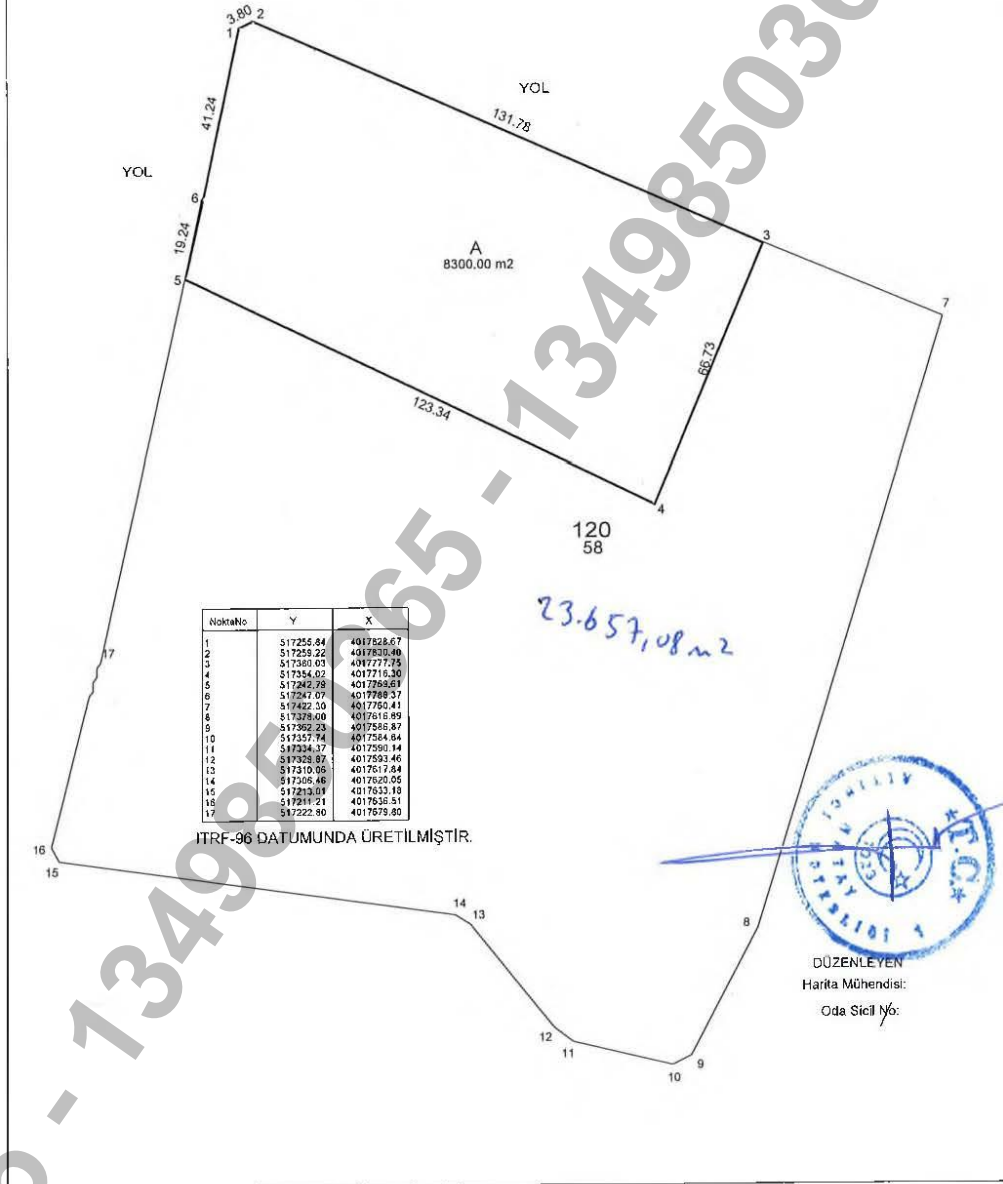 3.80
1
2
YOL
131.78
41.24
YOL
6
19.24
5
A
8300.00 m2
3
7
66.73
123.34
4
120
58
23.657,08 m2
17
NoktaNo Y X
1 517255.84 4017828.67
2 517259.22 4017830.40
3 517380.03 4017777.75
4 517354.02 4017716.30
5 517242.79 4017769.61
6 517247.07 4017788.37
7 517422.30 4017760.41
8 517378.00 4017616.69
9 517362.23 4017586.87
10 517357.74 4017584.64
11 517334.37 4017590.14
12 517329.87 4017593.46
13 517310.06 4017617.84
14 517306.46 4017620.05
15 517213.01 4017633.18
16 517211.21 4017636.51
17 517222.80 4017679.80
ITRF-96 DATUMUNDA ÜRETİLMİŞTİR.
16
15
14
13
8
12
11
10
9
*T.C.*
DÜZENLEYEN
Harita Mühendisi:
Oda Sicil No:
1349850365 - 13498503